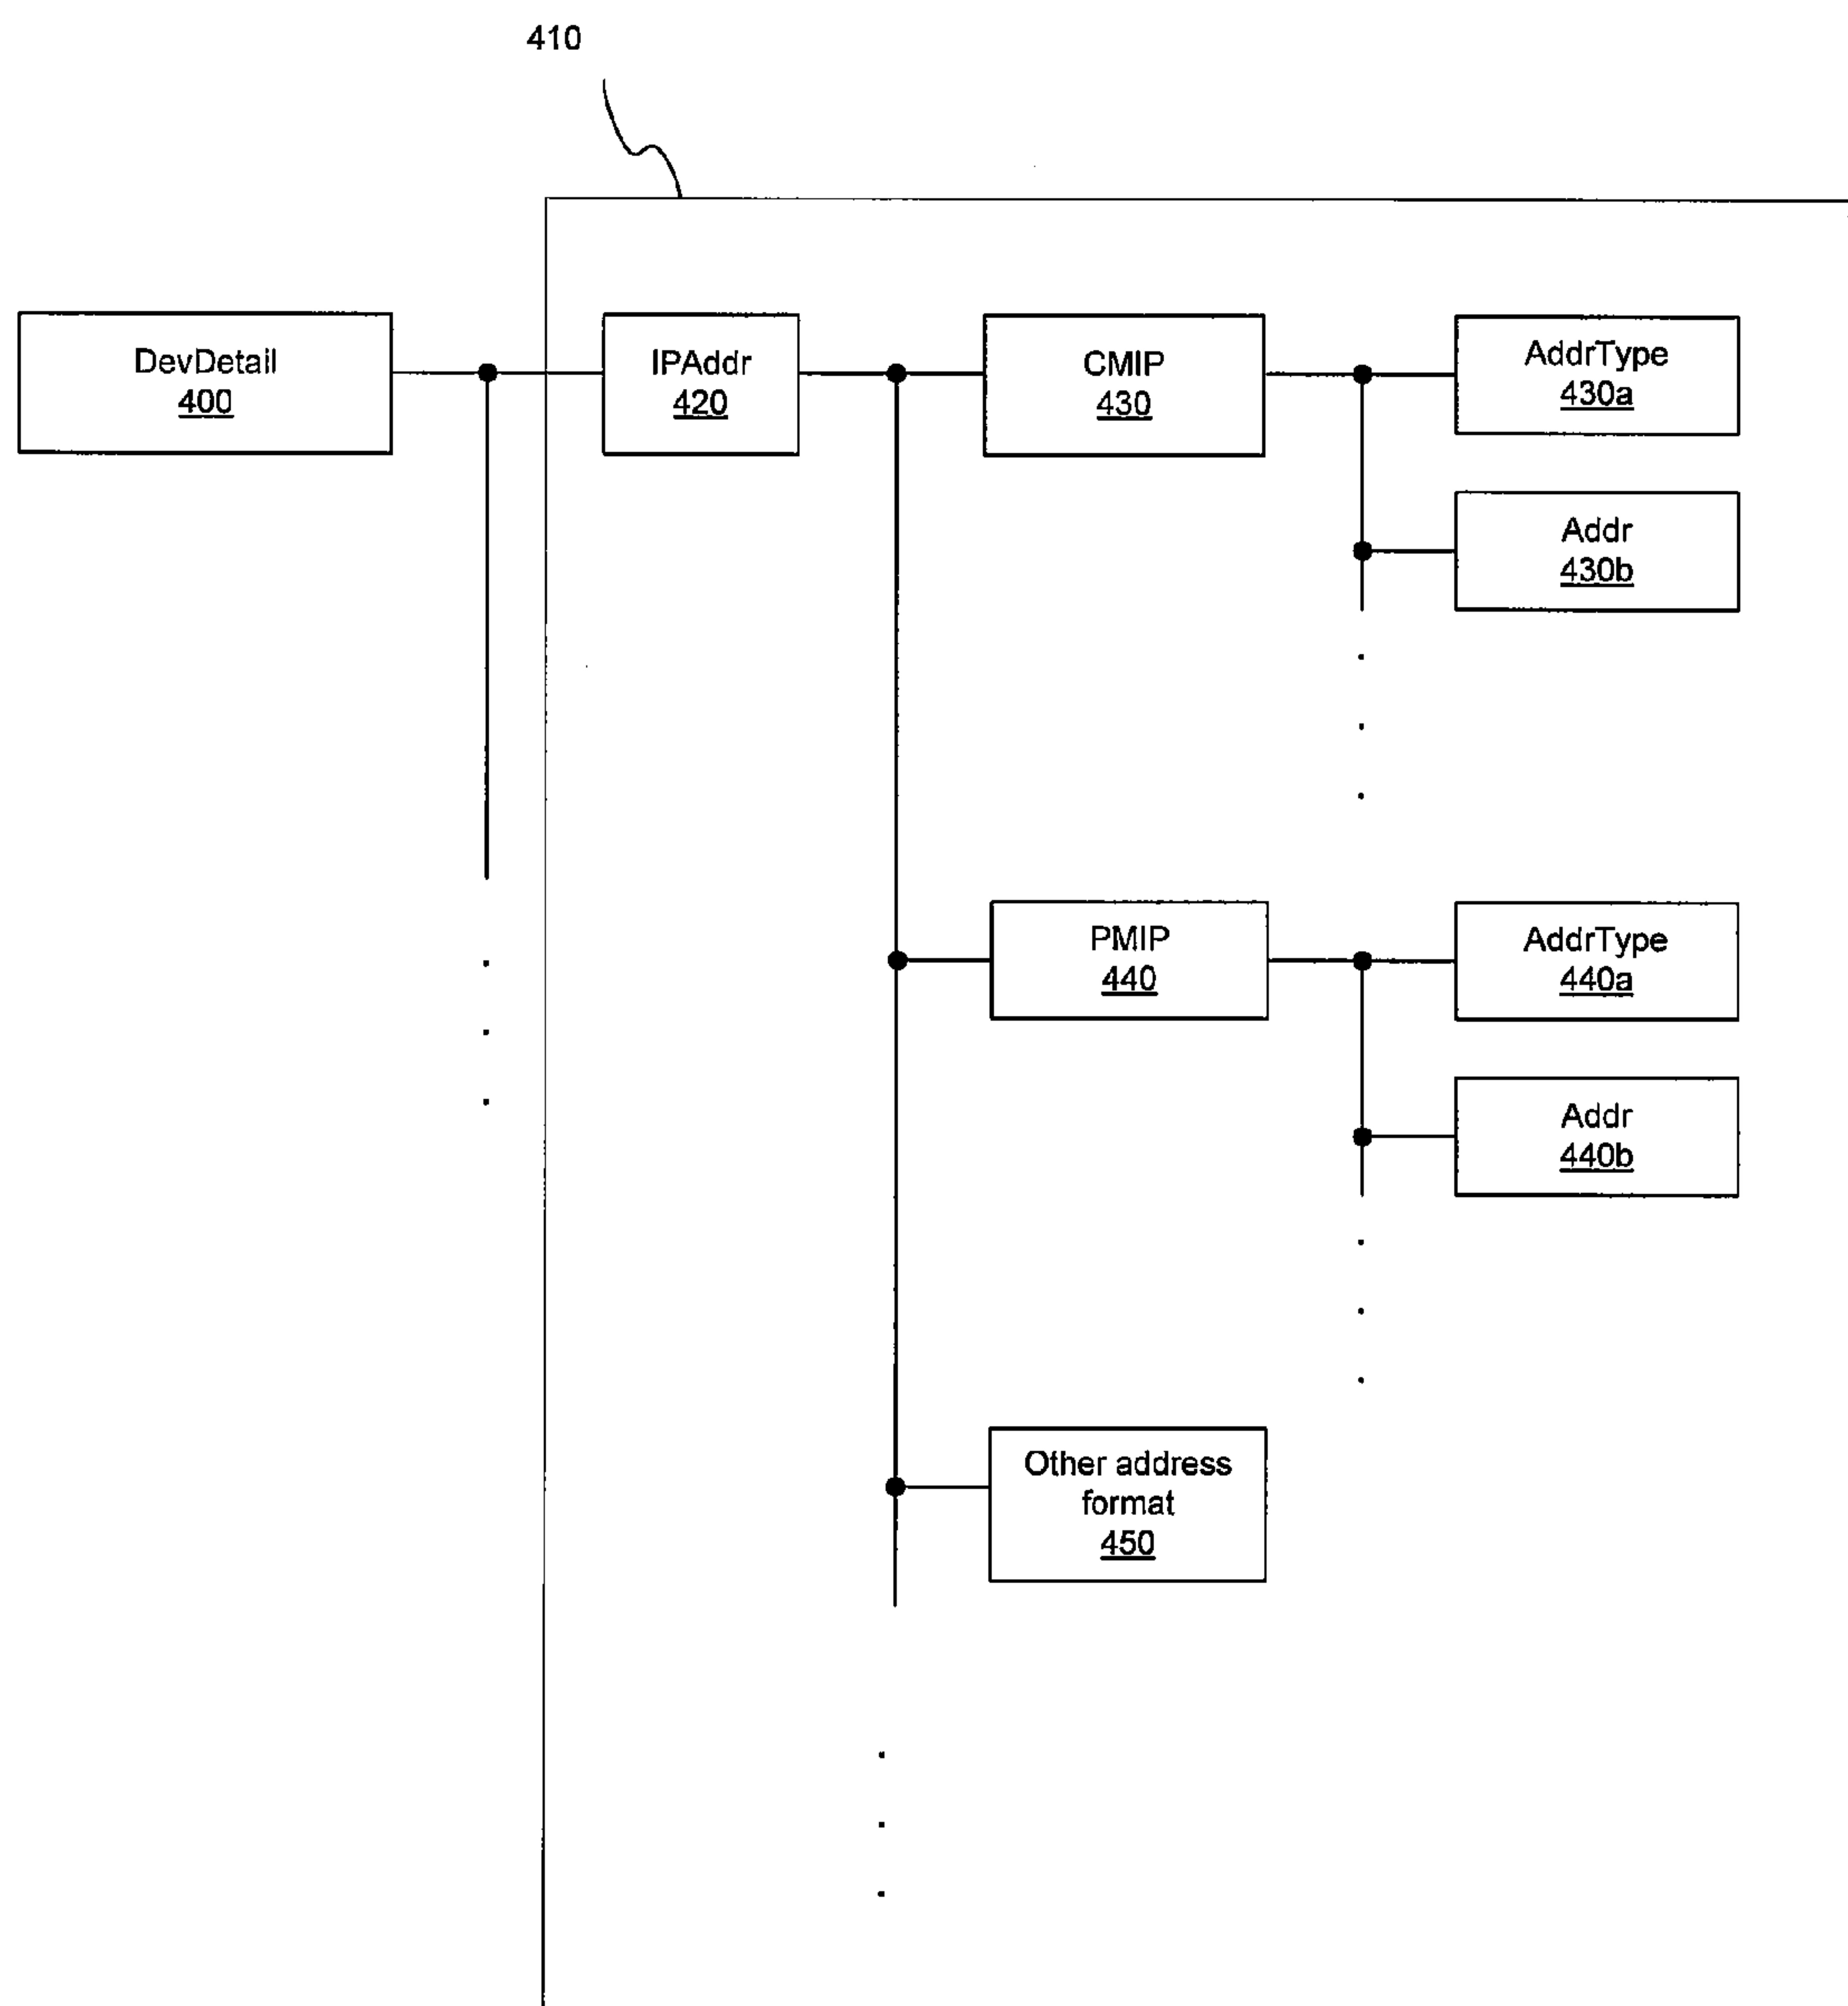 410
DevDetail
400
IPAddr
420
CMIP
430
AddrType
430a
Addr
430b
PMIP
440
AddrType
440a
Addr
440b
Other address
format
450